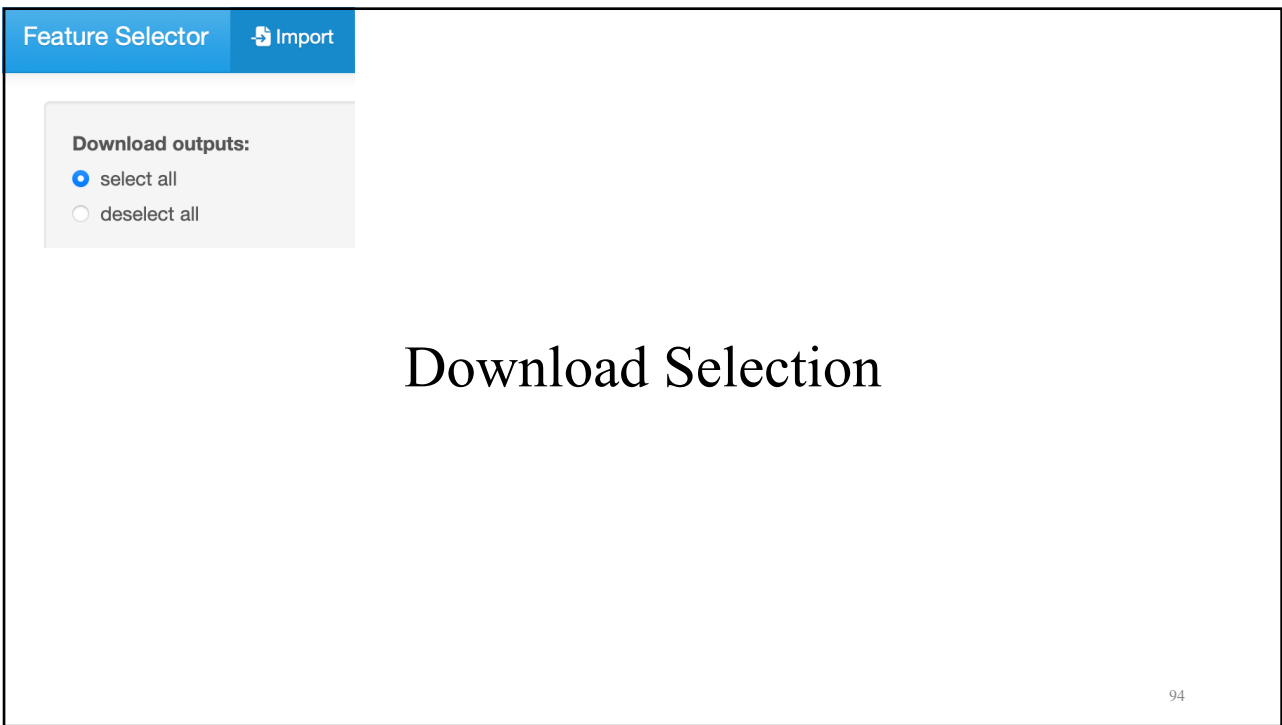 Feature Selector Import
Download outputs:
select all
deselect all
Download Selection
94